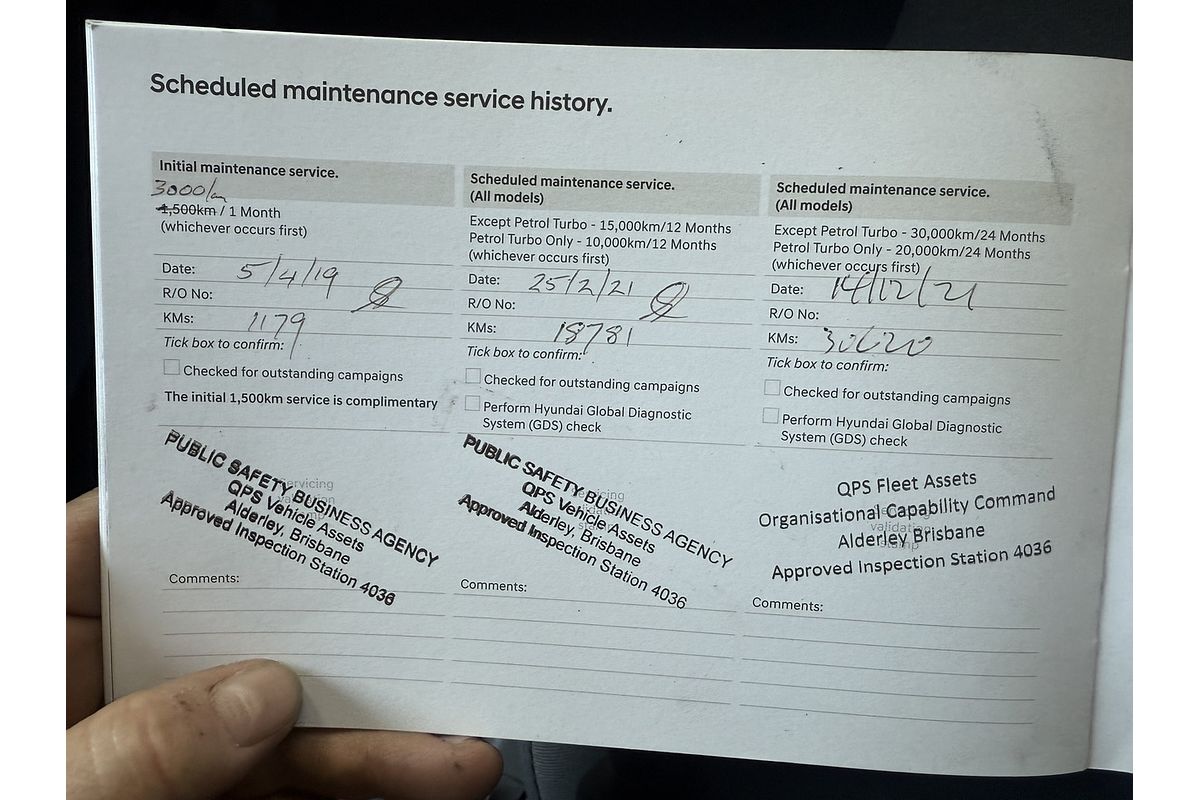 Scheduled maintenance service history.
Initial maintenance service.
3000km
1,500km / 1 Month
(whichever occurs first)
Date: 5/4/19
R/O No:
KMs: 1179
Tick box to confirm:
Checked for outstanding campaigns
The initial 1,500km service is complimentary
PUBLIC SAFETY BUSINESS AGENCY
QPS Vehicle Assets
Alderley, Brisbane
Approved Inspection Station 4036
Comments:
Scheduled maintenance service.
(All models)
Except Petrol Turbo - 15,000km/12 Months
Petrol Turbo Only - 10,000km/12 Months
(whichever occurs first)
Date: 25/2/21
R/O No:
KMs: 18781
Tick box to confirm:
Checked for outstanding campaigns
Perform Hyundai Global Diagnostic
System (GDS) check
PUBLIC SAFETY BUSINESS AGENCY
QPS Vehicle Assets
Alderley, Brisbane
Approved Inspection Station 4036
Comments:
Scheduled maintenance service.
(All models)
Except Petrol Turbo - 30,000km/24 Months
Petrol Turbo Only - 20,000km/24 Months
(whichever occurs first)
Date: 14/12/21
R/O No:
KMs: 30620
Tick box to confirm:
Checked for outstanding campaigns
Perform Hyundai Global Diagnostic
System (GDS) check
QPS Fleet Assets
Organisational Capability Command
Alderley Brisbane
Approved Inspection Station 4036
Comments: